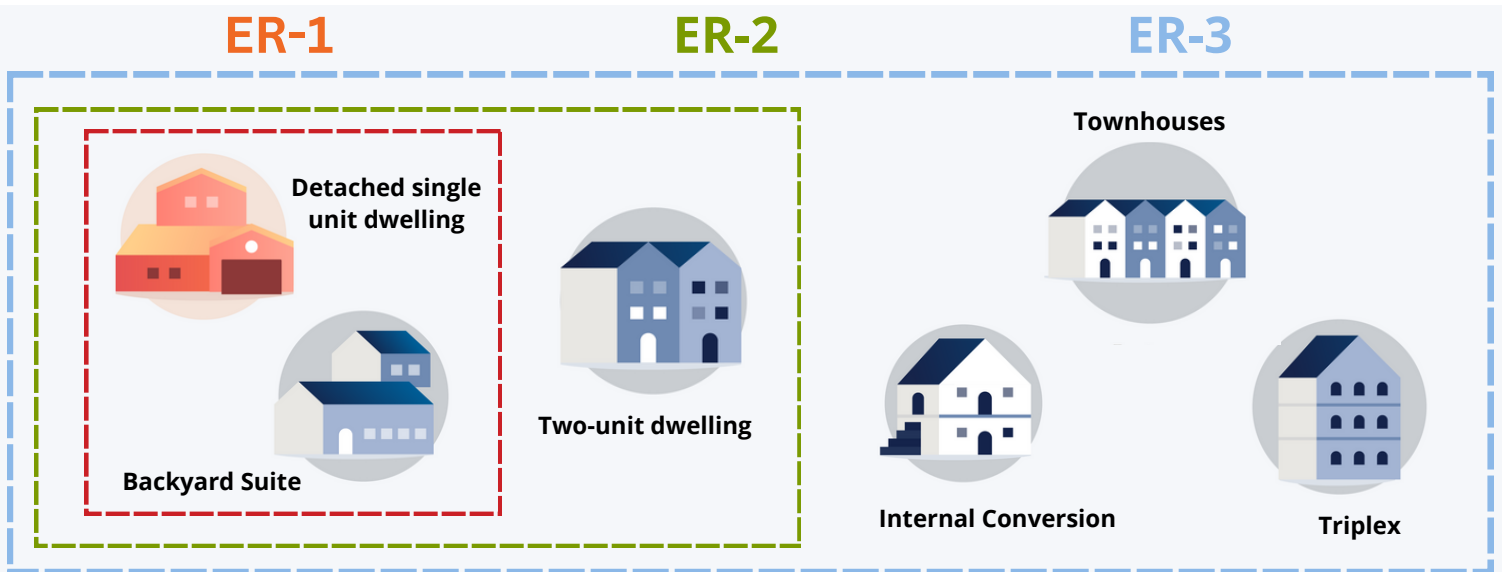 ER-1
ER-2
ER-3
Townhouses
Detached single
unit dwelling
Two-unit dwelling
Backyard Suite
Internal Conversion
Triplex